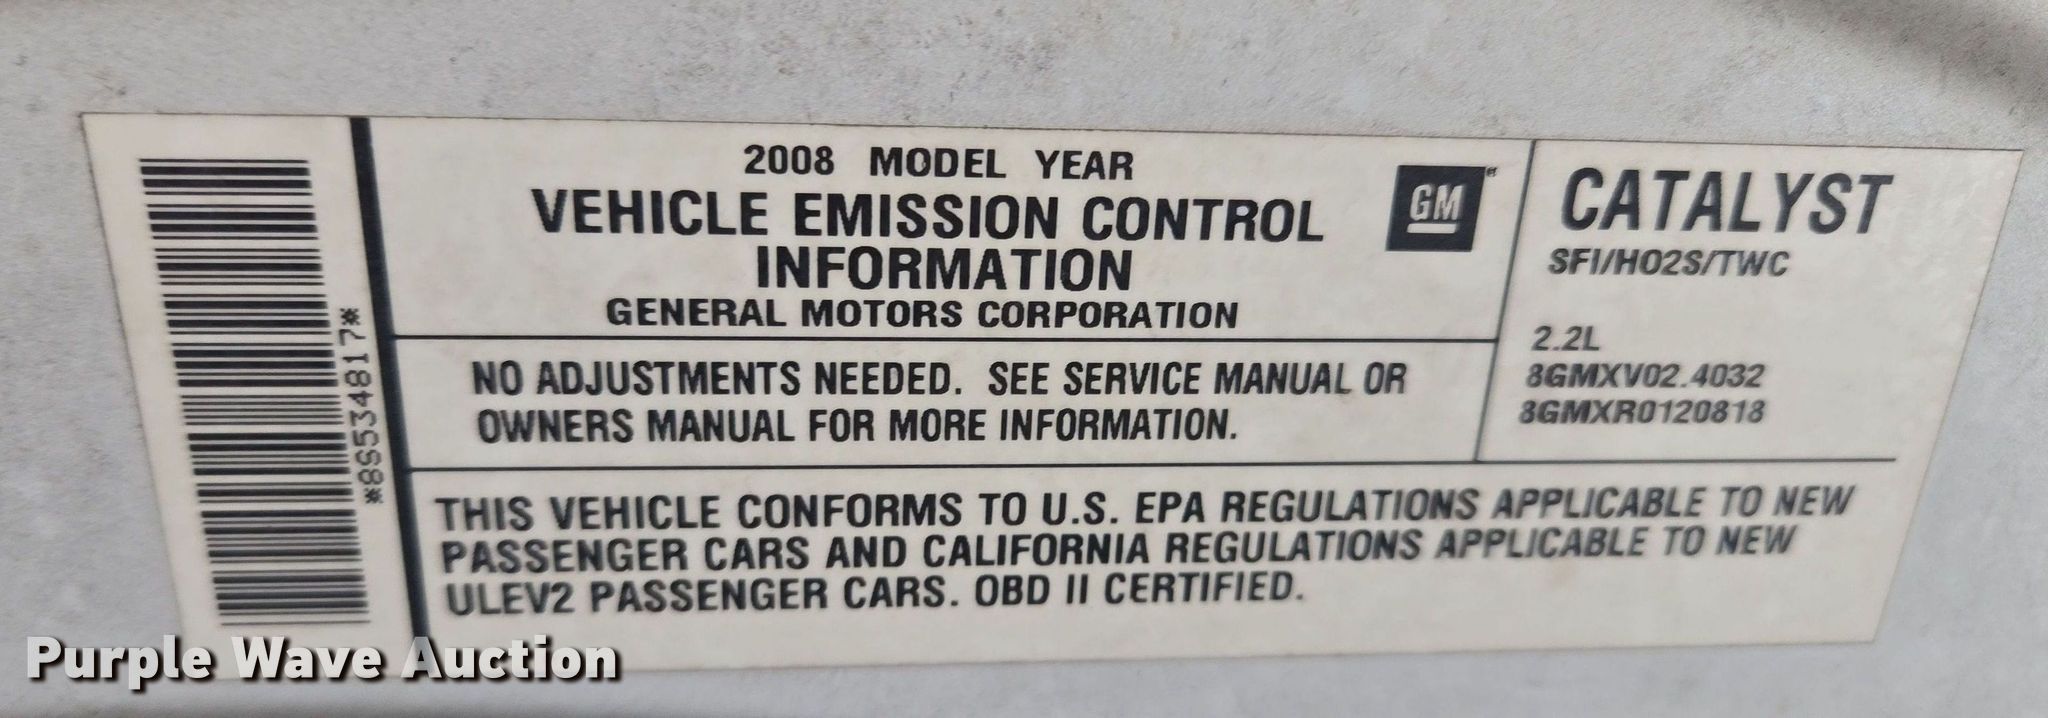 *8S534817*
2008 MODEL YEAR
VEHICLE EMISSION CONTROL
INFORMATION
GENERAL MOTORS CORPORATION
GM
NO ADJUSTMENTS NEEDED. SEE SERVICE MANUAL OR
OWNERS MANUAL FOR MORE INFORMATION.
CATALYST
SFI/HO2S/TWC
2.2L
8GMXV02.4032
8GMXR0120818
THIS VEHICLE CONFORMS TO U.S. EPA REGULATIONS APPLICABLE TO NEW
PASSENGER CARS AND CALIFORNIA REGULATIONS APPLICABLE TO NEW
ULEV2 PASSENGER CARS. OBD II CERTIFIED.
Purple Wave Auction